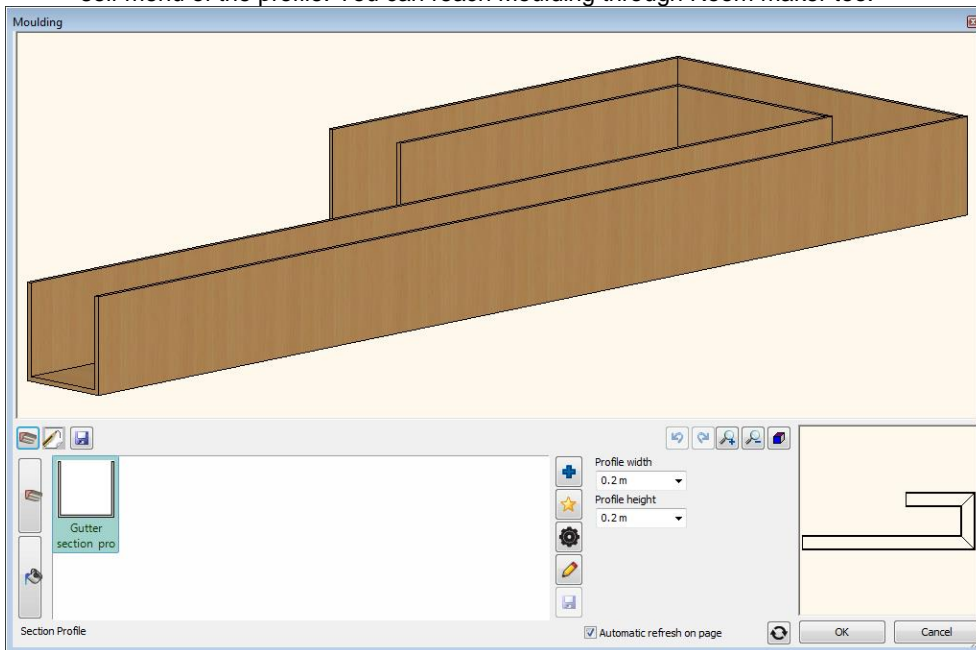 Moulding
Profile width
0.2 m
Profile height
0.2 m
Gutter
section pro
Section Profile
Automatic refresh on page
OK
Cancel